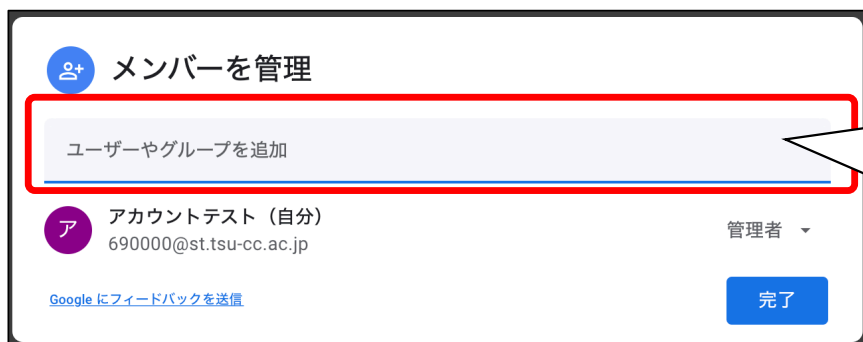 メンバーを管理
ユーザーやグループを追加
ア
アカウントテスト（自分）
690000@st.tsu-cc.ac.jp
管理者
Google にフィードバックを送信
完了